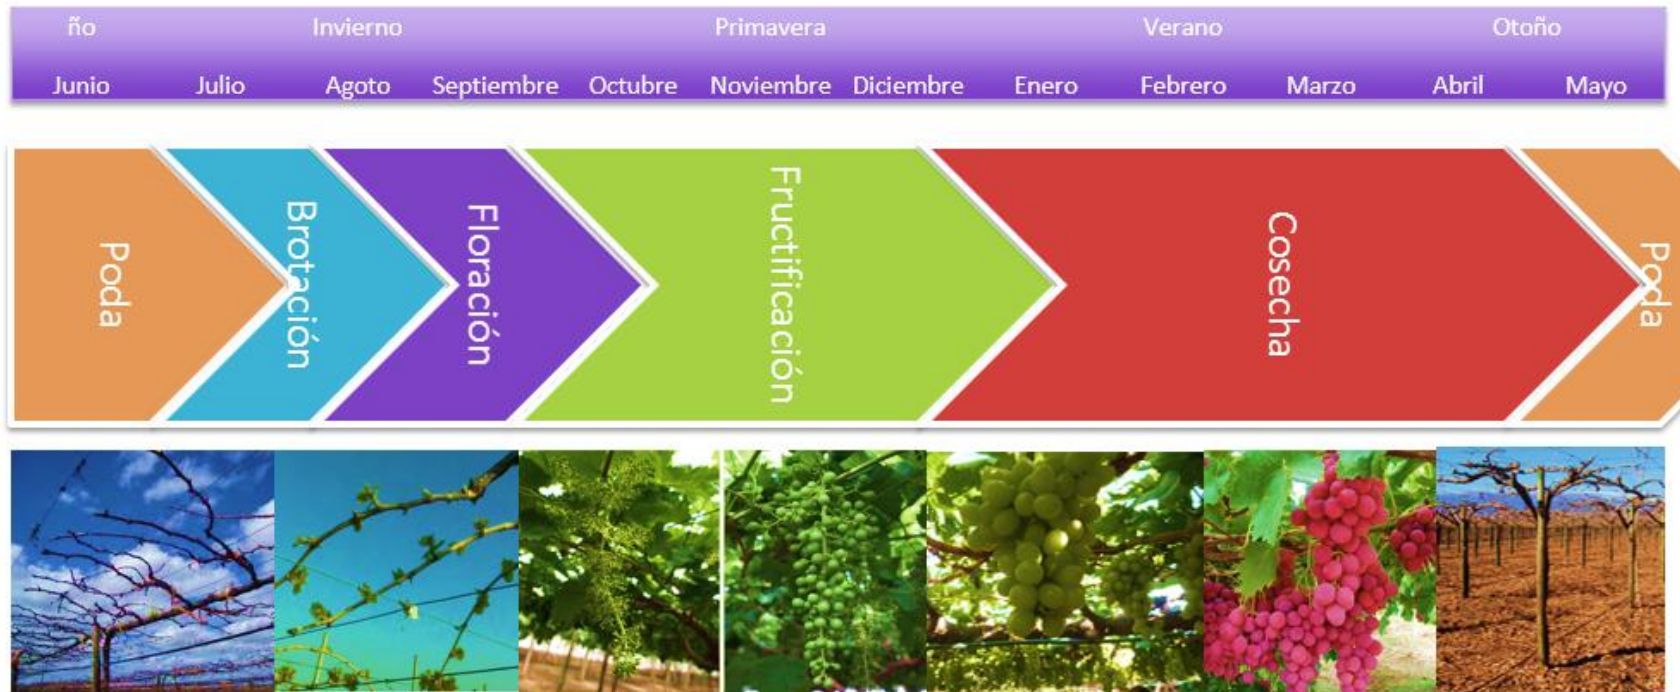 ño Invierno Primavera Verano Otoño
Junio Julio Agoto Septiembre Octubre Noviembre Diciembre Enero Febrero Marzo Abril Mayo
Poda
Brotación
Floración
Fructificación
Cosecha
Poda